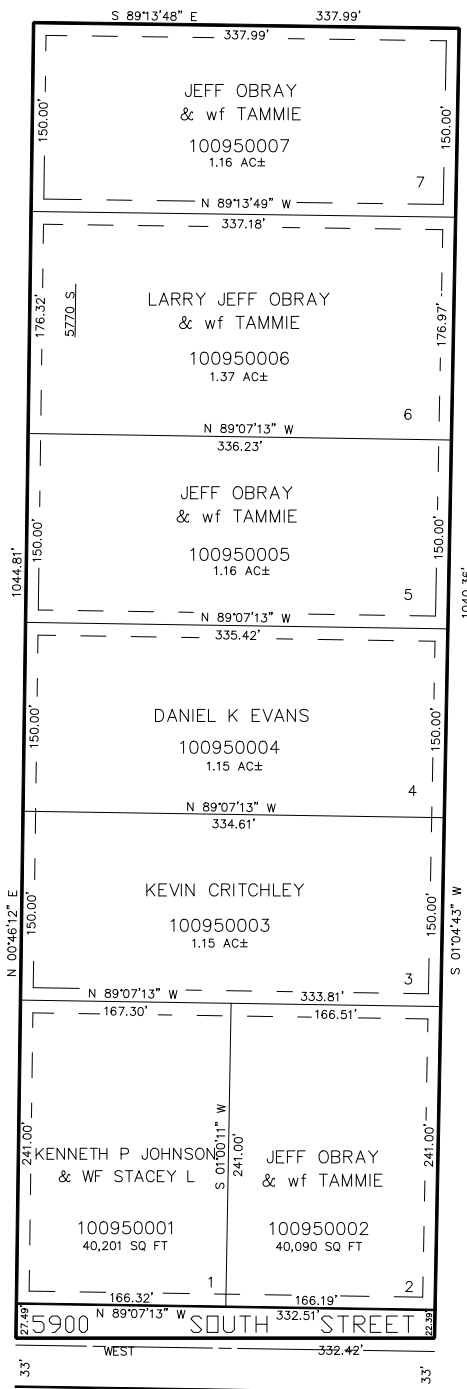 S 89°13'48" E 337.99'
337.99'
150.00'
150.00'
JEFF OBRAY
& wf TAMMIE
100950007
1.16 AC±
7
N 89°13'49" W
337.18'
176.32'
5770 S
176.97'
LARRY JEFF OBRAY
& wf TAMMIE
100950006
1.37 AC±
6
N 89°07'13" W
336.23'
JEFF OBRAY
& wf TAMMIE
100950005
1.16 AC±
1044.81'
150.00'
150.00'
1040.36'
5
N 89°07'13" W
335.42'
150.00'
150.00'
DANIEL K EVANS
100950004
1.15 AC±
4
N 89°07'13" W
334.61'
KEVIN CRITCHLEY
100950003
1.15 AC±
N 00°46'12" E
150.00'
150.00'
S 01°04'43" W
3
N 89°07'13" W 333.81'
167.30' 166.51'
241.00'
S 01°00'11" W
241.00'
241.00'
KENNETH P JOHNSON
& WF STACEY L
100950001
40,201 SQ FT
1
JEFF OBRAY
& wf TAMMIE
100950002
40,090 SQ FT
2
166.32' 166.19'
N 89°07'13" W 332.51'
27.49'
5900 SOUTH STREET
22.39'
WEST 332.42'
33'
33'